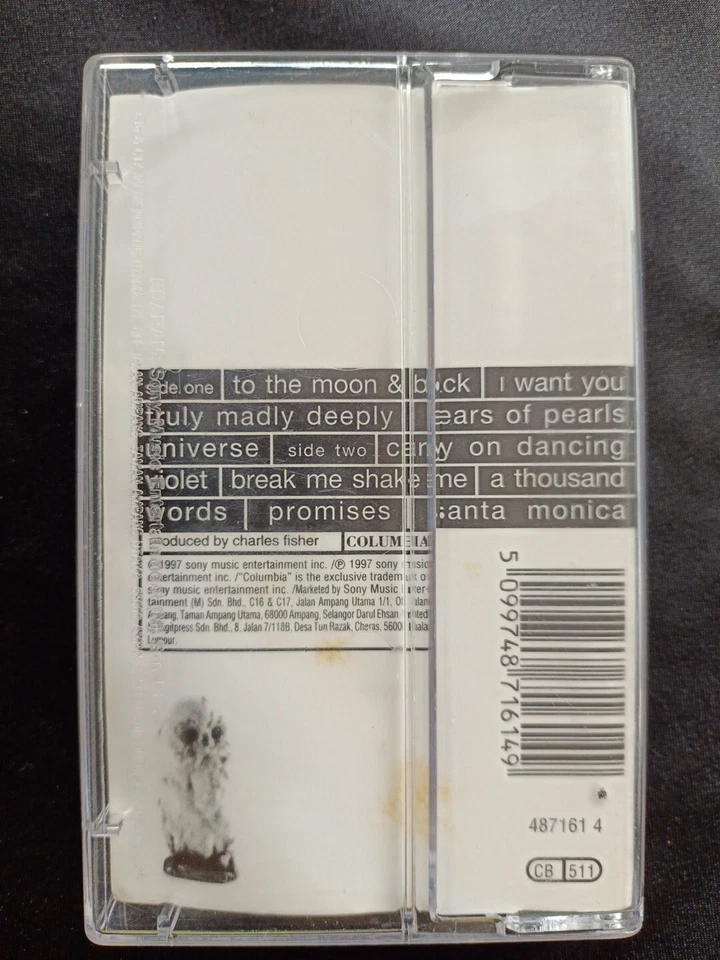 side one | to the moon & back | I want you
truly madly deeply | tears of pearls
universe | side two | carry on dancing
violet | break me shake me | a thousand
words | promises | santa monica
produced by charles fisher | COLUMBIA
1997 sony music entertainment inc. /℗ 1997 sony music
entertainment inc. /"Columbia" is the exclusive trademark o
sony music entertainment inc. /Marketed by Sony Music Enter-
tainment (M) Sdn. Bhd., C16 & C17, Jalan Ampang Utama 1/1,
Ampang, Taman Ampang Utama, 68000 Ampang, Selangor Darul Ehsan
Sdn. Bhd., 8, Jalan 7/118B, Desa Tun Razak, Cheras, 5600
5 099748 716149
487161 4
CB 511